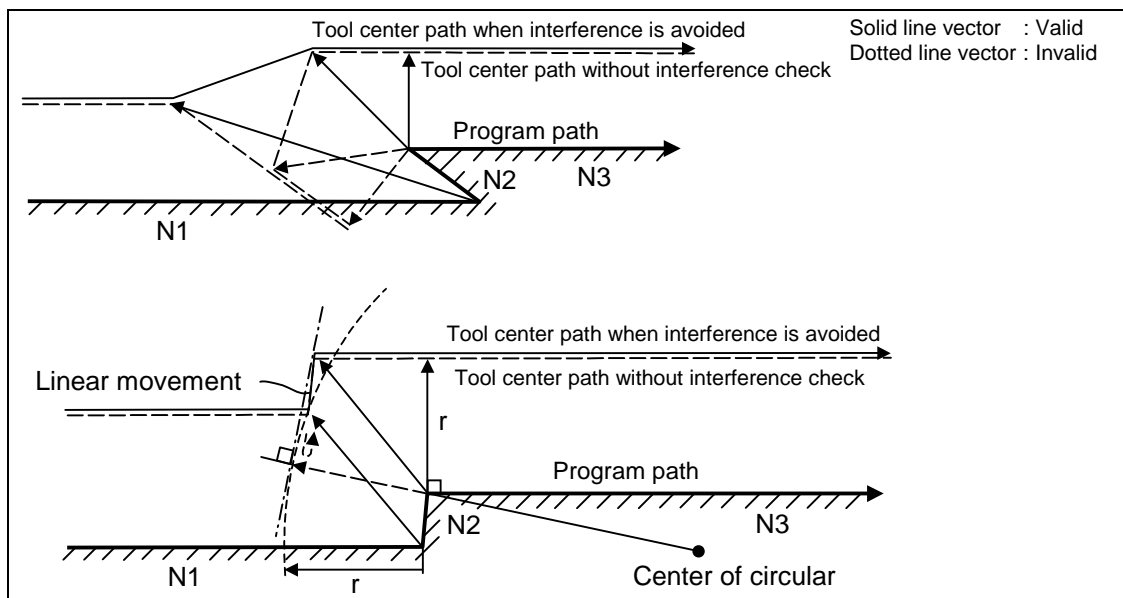 Tool center path when interference is avoided
Solid line vector : Valid
Dotted line vector : Invalid
Tool center path without interference check
Program path
N2
N3
N1
Tool center path when interference is avoided
Linear movement
Tool center path without interference check
r
Program path
N2
N3
N1
r
Center of circular